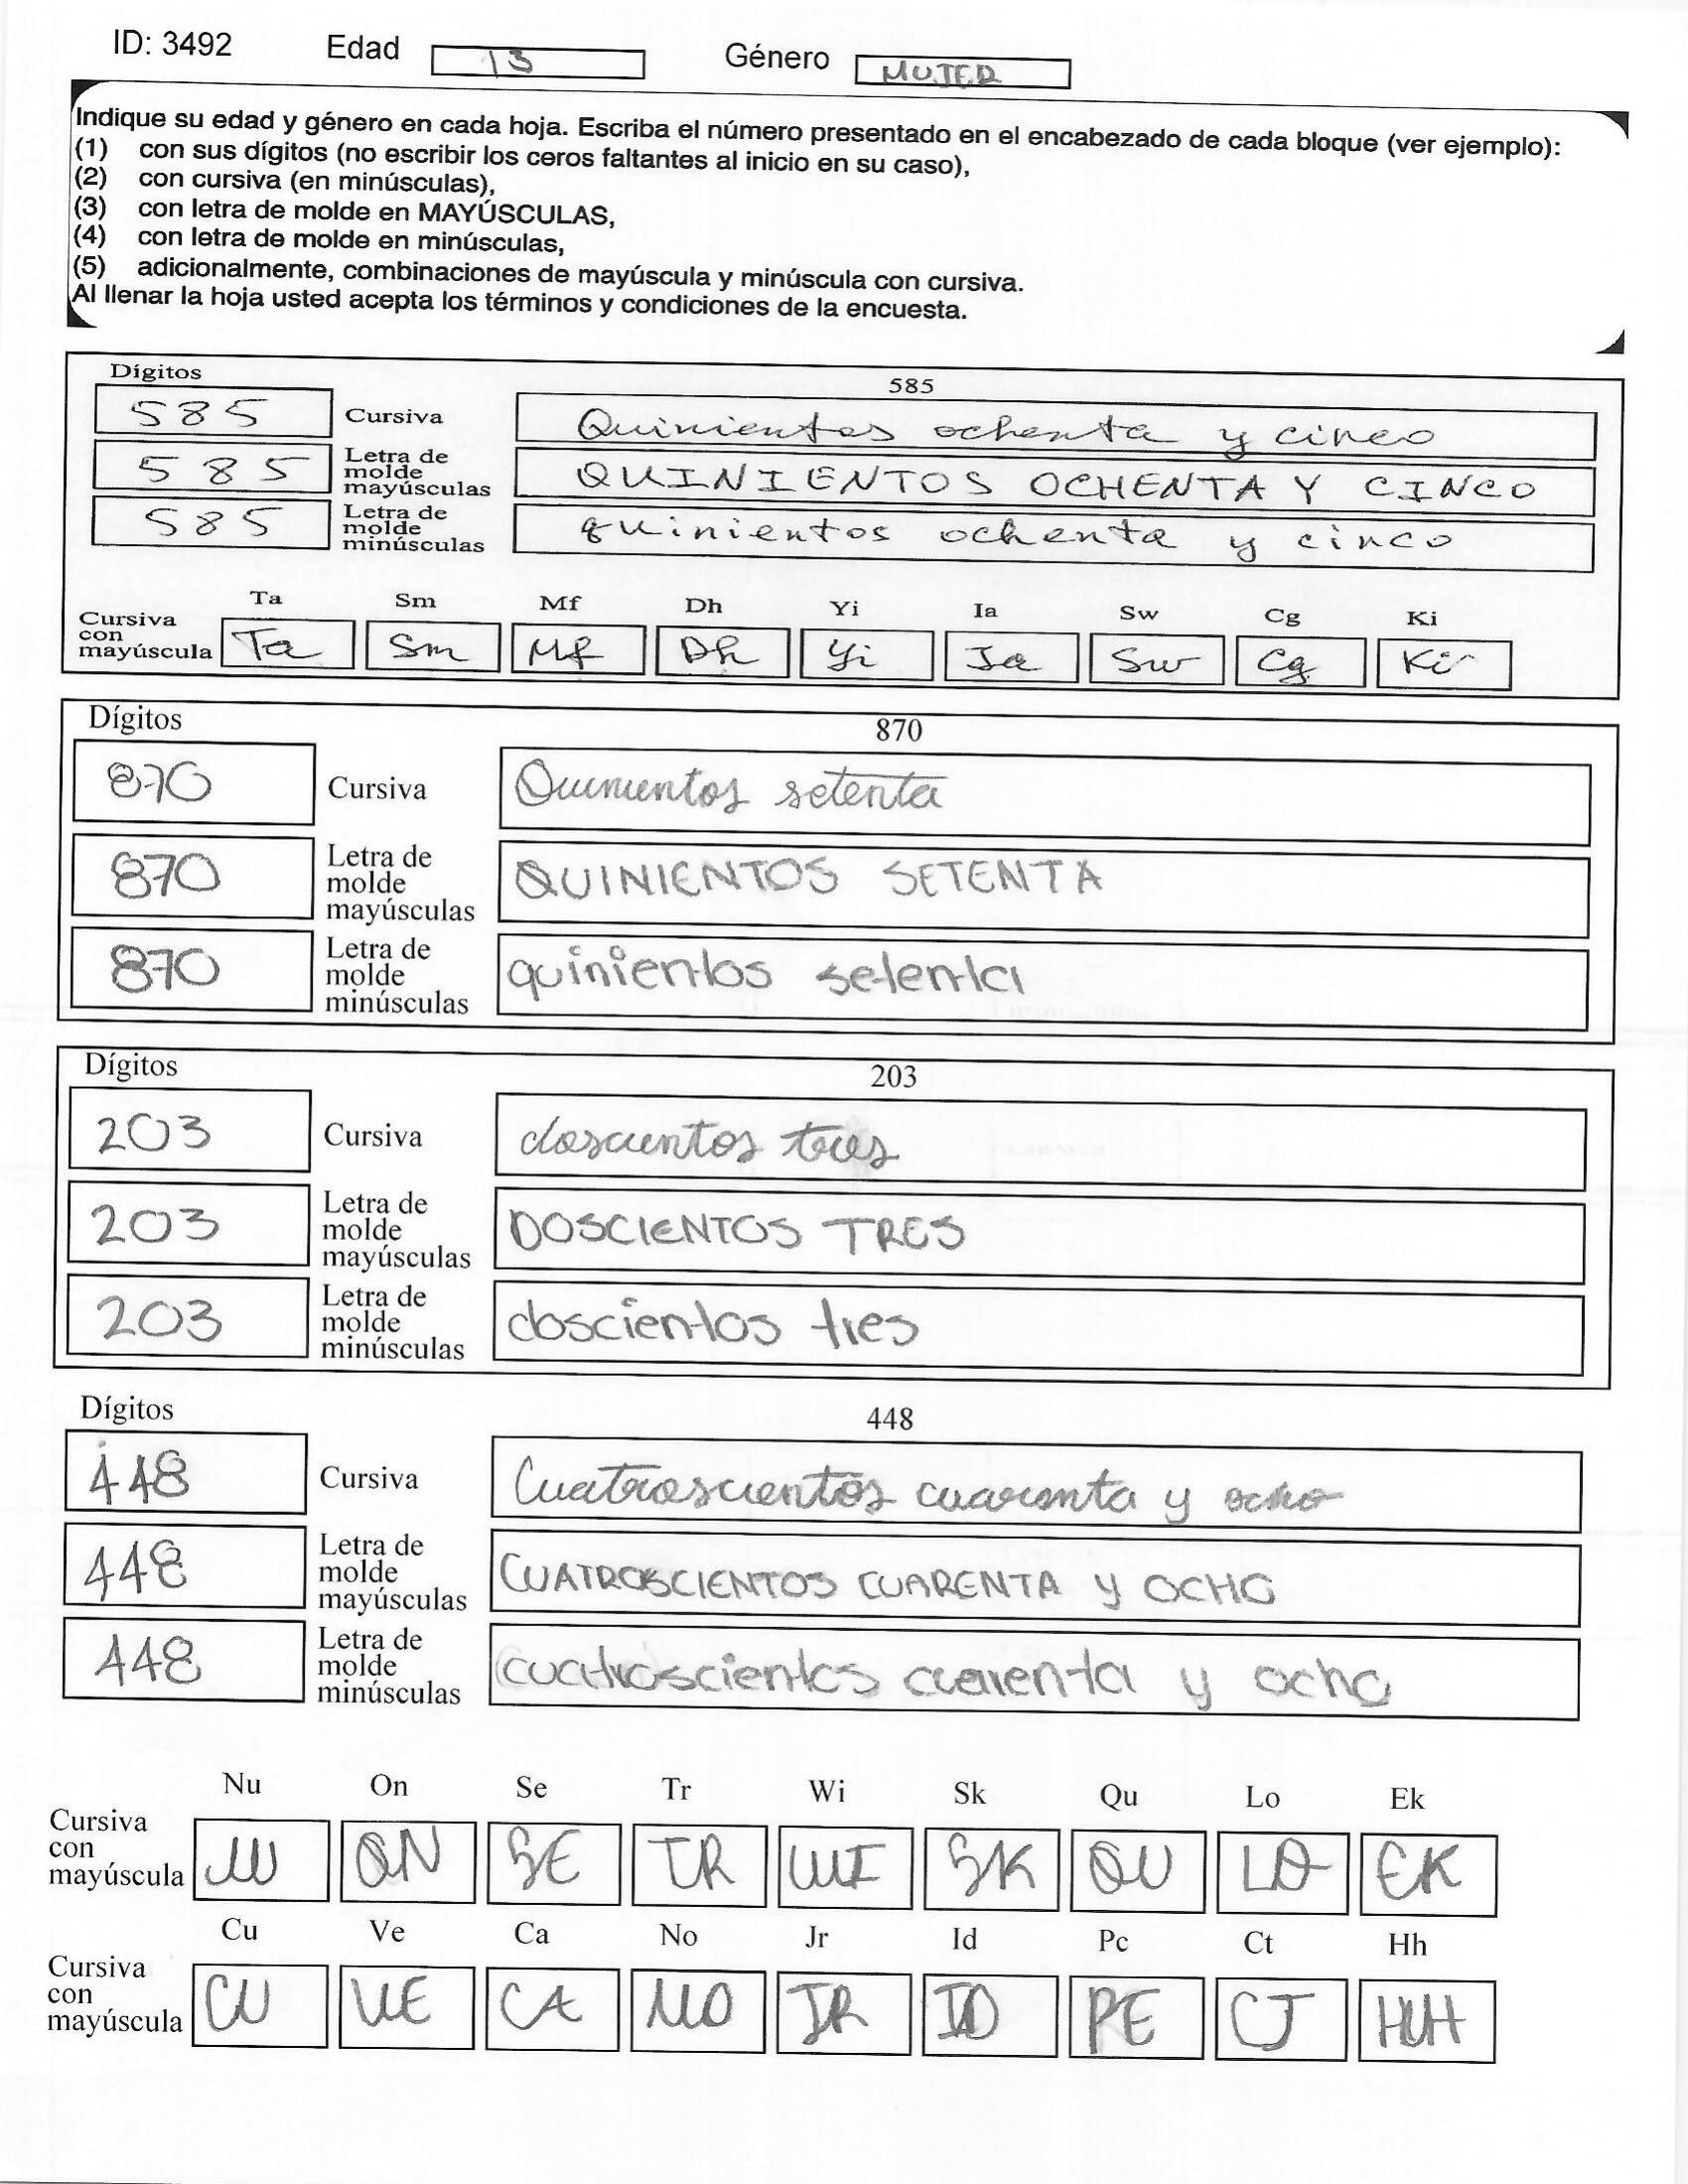 ID: 3492 Edad 13 Género MUJER
Indique su edad y género en cada hoja. Escriba el número presentado en el encabezado de cada bloque (ver ejemplo):
(1) con sus dígitos (no escribir los ceros faltantes al inicio en su caso),
(2) con cursiva (en minúsculas),
(3) con letra de molde en MAYÚSCULAS,
(4) con letra de molde en minúsculas,
(5) adicionalmente, combinaciones de mayúscula y minúscula con cursiva.
Al llenar la hoja usted acepta los términos y condiciones de la encuesta.
Dígitos 585
585 Cursiva Quinientos ochenta y cinco
585 Letra de molde mayúsculas QUINIENTOS OCHENTA Y CINCO
585 Letra de molde minúsculas quinientos ochenta y cinco
Ta Sm Mf Dh Yi Ia Sw Cg Ki
Cursiva con mayúscula Ta Sm Mf Dh Yi Ia Sw Cg Ki
Dígitos 870
870 Cursiva Quinientos setenta
870 Letra de molde mayúsculas QUINIENTOS SETENTA
870 Letra de molde minúsculas quinientos setenta
Dígitos 203
203 Cursiva doscientos tres
203 Letra de molde mayúsculas DOSCIENTOS TRES
203 Letra de molde minúsculas doscientos tres
Dígitos 448
448 Cursiva Cuatroscientos cuarenta y ocho
448 Letra de molde mayúsculas CUATROSCIENTOS CUARENTA y OCHO
448 Letra de molde minúsculas cuatroscientos cuarenta y ocho
Nu On Se Tr Wi Sk Qu Lo Ek
Cursiva con mayúscula NU ON SE TR WI SK QU LO EK
Cu Ve Ca No Jr Id Pc Ct Hh
Cursiva con mayúscula CU VE CA NO JR ID PE CJ HH